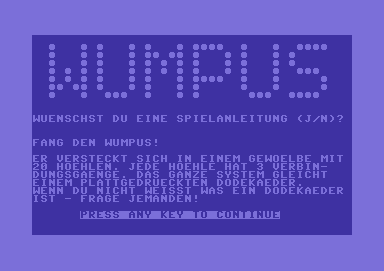 WUMPUS
WUENSCHST DU EINE SPIELANLEITUNG (J/N)?
FANG DEN WUMPUS!
ER VERSTECKT SICH IN EINEM GEWOELBE MIT
20 HOEHLEN. JEDE HOEHLE HAT 3 VERBIN-
DUNGSGAENGE. DAS GANZE SYSTEM GLEICHT
EINEM PLATTGEDRUECKTEN DODEKAEDER.
WENN DU NICHT WEISST WAS EIN DODEKAEDER
IST - FRAGE JEMANDEN!
PRESS ANY KEY TO CONTINUE